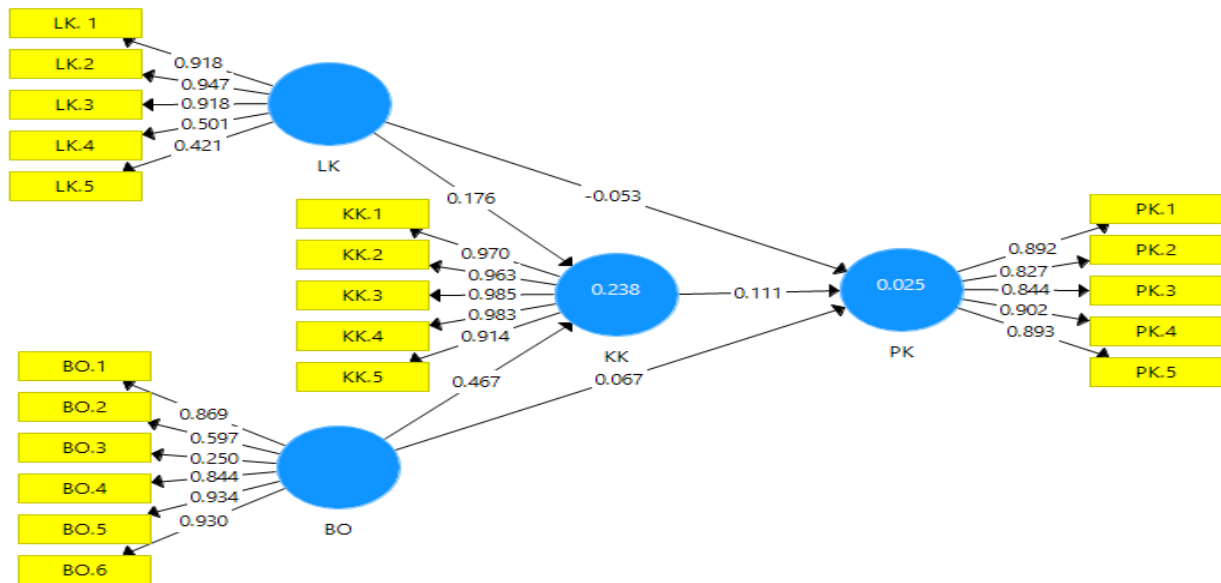 LK. 1
LK.2
LK.3
LK.4
LK.5
0.918
0.947
0.918
0.501
0.421
LK
0.176
-0.053
KK.1
KK.2
KK.3
KK.4
KK.5
0.970
0.963
0.985
0.983
0.914
0.238
KK
0.111
PK.1
PK.2
PK.3
PK.4
PK.5
0.892
0.827
0.844
0.902
0.893
0.025
PK
0.467
0.067
BO.1
BO.2
BO.3
BO.4
BO.5
BO.6
0.869
0.597
0.250
0.844
0.934
0.930
BO